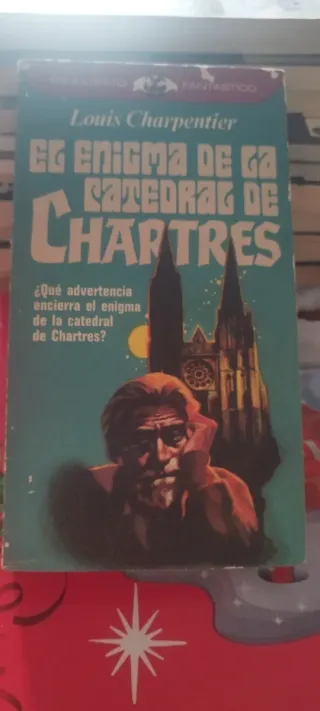 FANTASTICO
Louis Charpentier
EL ENIGMA DE LA
CATEDRAL DE
CHARTRES
¿Qué advertencia
encierra el enigma
de la catedral
de Chartres?